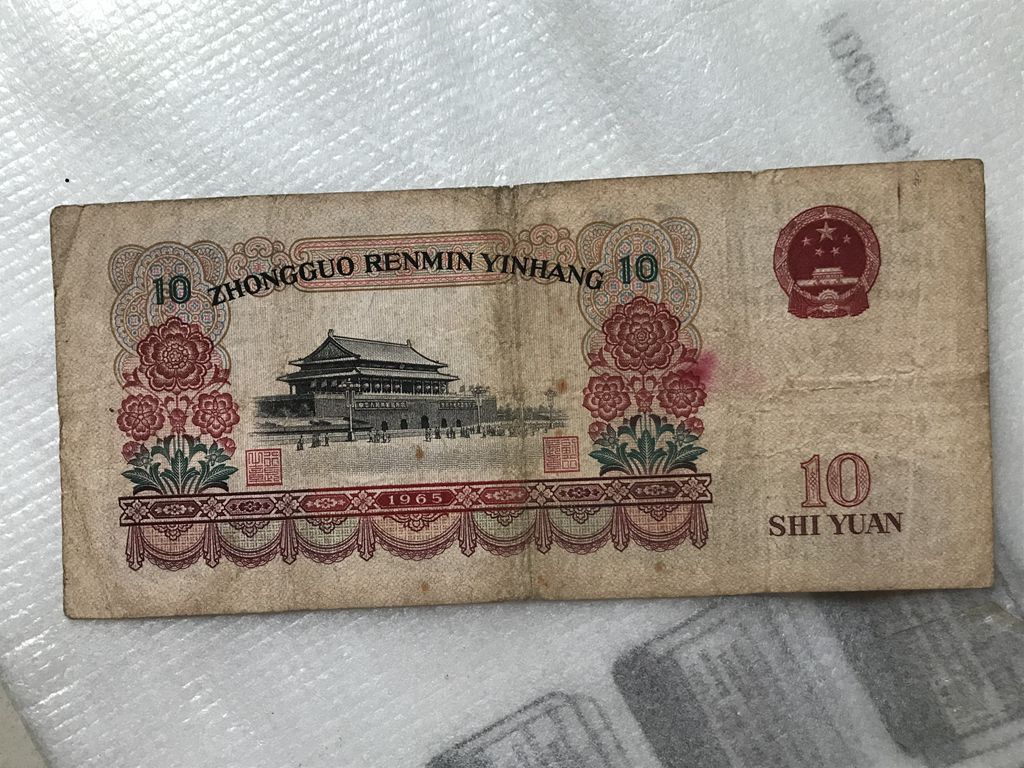 10 ZHONGGUO RENMIN YINHANG 10
1965
10
SHI YUAN